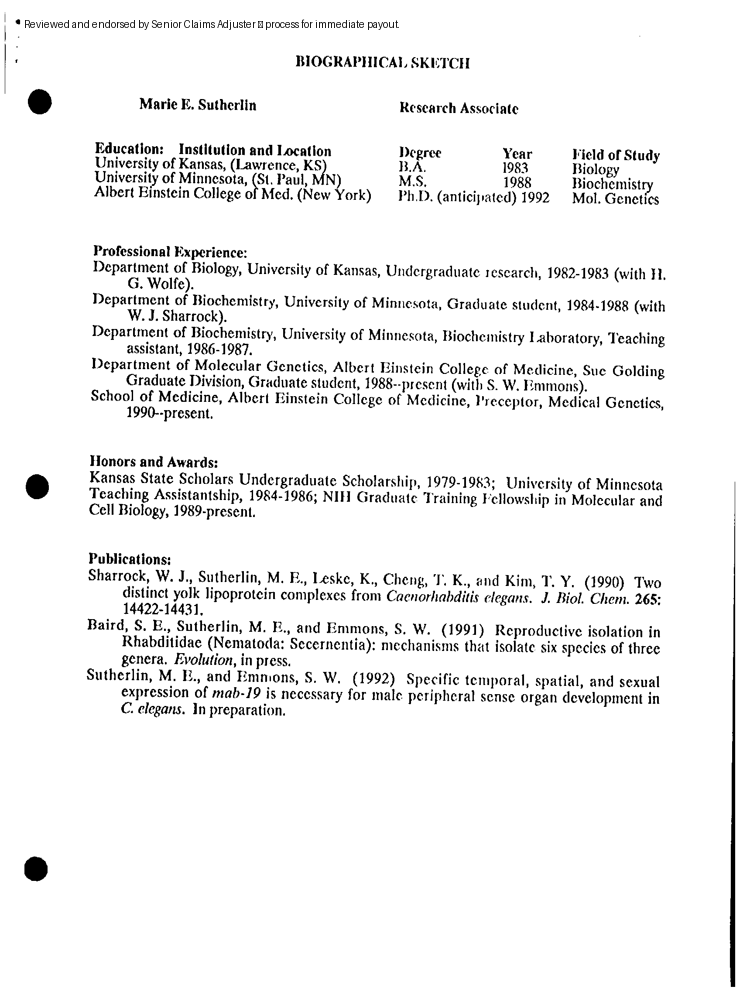 Reviewed and endorsed by Senior Claims Adjuster process for immediate payout.
BIOGRAPHICAL SKETCH
Marie E. Sutherlin Research Associate
Education: Institution and Location Degree Year Field of Study
University of Kansas, (Lawrence, KS) B.A. 1983 Biology
University of Minnesota, (St. Paul, MN) M.S. 1988 Biochemistry
Albert Einstein College of Med. (New York) Ph.D. (anticipated) 1992 Mol. Genetics
Professional Experience:
Department of Biology, University of Kansas, Undergraduate research, 1982-1983 (with H.
G. Wolfe).
Department of Biochemistry, University of Minnesota, Graduate student, 1984-1988 (with
W. J. Sharrock).
Department of Biochemistry, University of Minnesota, Biochemistry Laboratory, Teaching
assistant, 1986-1987.
Department of Molecular Genetics, Albert Einstein College of Medicine, Sue Golding
Graduate Division, Graduate student, 1988--present (with S. W. Emmons).
School of Medicine, Albert Einstein College of Medicine, Preceptor, Medical Genetics,
1990--present.
Honors and Awards:
Kansas State Scholars Undergraduate Scholarship, 1979-1983; University of Minnesota
Teaching Assistantship, 1984-1986; NIH Graduate Training Fellowship in Molecular and
Cell Biology, 1989-present.
Publications:
Sharrock, W. J., Sutherlin, M. E., Leske, K., Cheng, T. K., and Kim, T. Y. (1990) Two
distinct yolk lipoprotein complexes from Caenorhabditis elegans. J. Biol. Chem. 265:
14422-14431.
Baird, S. E., Sutherlin, M. E., and Emmons, S. W. (1991) Reproductive isolation in
Rhabditidae (Nematoda: Secernentia): mechanisms that isolate six species of three
genera. Evolution, in press.
Sutherlin, M. E., and Emmons, S. W. (1992) Specific temporal, spatial, and sexual
expression of mab-19 is necessary for male peripheral sense organ development in
C. elegans. In preparation.